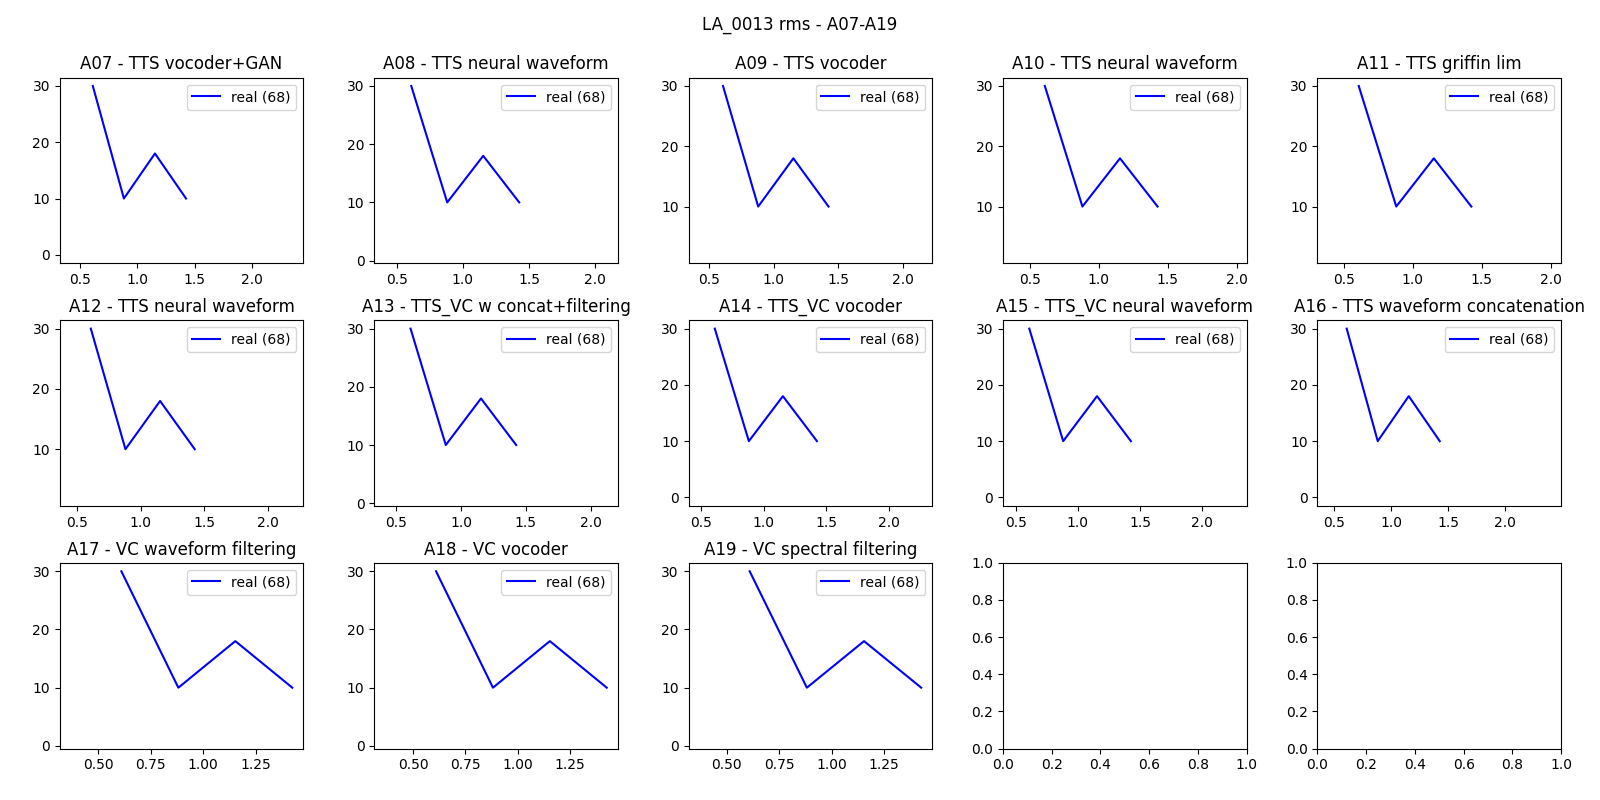 LA_0013 rms - A07-A19
A07 - TTS vocoder+GAN
real (68)
30
20
10
0
0.5 1.0 1.5 2.0
A08 - TTS neural waveform
real (68)
30
20
10
0
0.5 1.0 1.5 2.0
A09 - TTS vocoder
real (68)
30
20
10
0.5 1.0 1.5 2.0
A10 - TTS neural waveform
real (68)
30
20
10
0.5 1.0 1.5 2.0
A11 - TTS griffin lim
real (68)
30
20
10
0.5 1.0 1.5 2.0
A12 - TTS neural waveform
real (68)
30
20
10
0.5 1.0 1.5 2.0
A13 - TTS_VC w concat+filtering
real (68)
30
20
10
0
0.5 1.0 1.5 2.0
A14 - TTS_VC vocoder
real (68)
30
20
10
0
0.5 1.0 1.5 2.0
A15 - TTS_VC neural waveform
real (68)
30
20
10
0
0.5 1.0 1.5 2.0
A16 - TTS waveform concatenation
real (68)
30
20
10
0
0.5 1.0 1.5 2.0
A17 - VC waveform filtering
real (68)
30
20
10
0
0.50 0.75 1.00 1.25
A18 - VC vocoder
real (68)
30
20
10
0
0.50 0.75 1.00 1.25
A19 - VC spectral filtering
real (68)
30
20
10
0
0.50 0.75 1.00 1.25
1.0
0.8
0.6
0.4
0.2
0.0
0.0 0.2 0.4 0.6 0.8 1.0
1.0
0.8
0.6
0.4
0.2
0.0
0.0 0.2 0.4 0.6 0.8 1.0